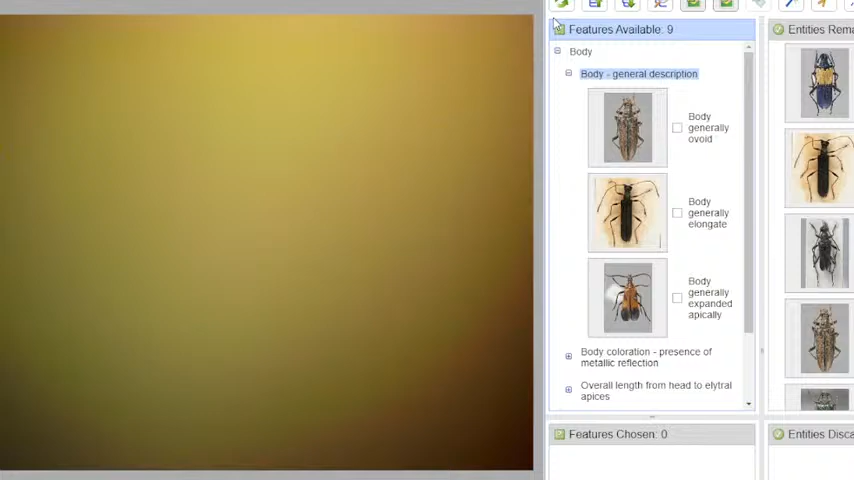 Features Available: 9
Entities Rema
Body
Body - general description
Body
generally
ovoid
Body
generally
elongate
Body
generally
expanded
apically
Body coloration - presence of
metallic reflection
Overall length from head to elytral
apices
Features Chosen: 0
Entities Disca